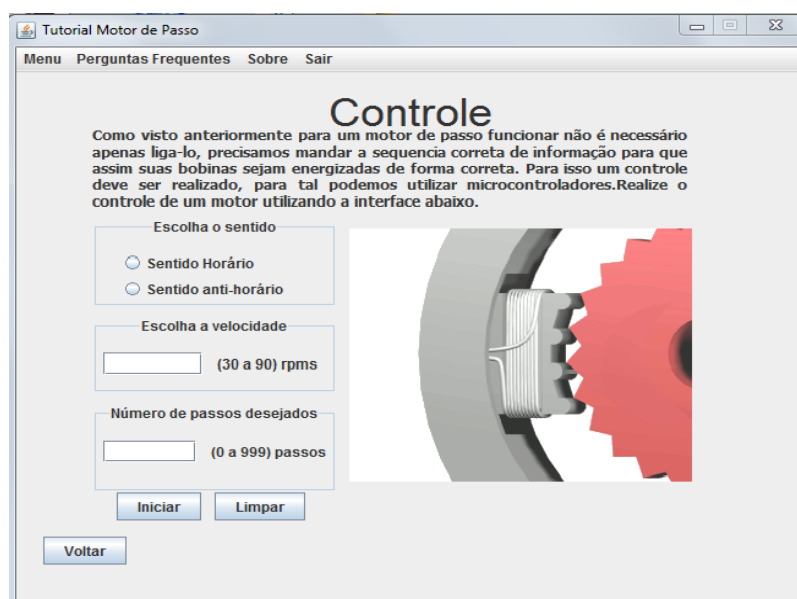 Tutorial Motor de Passo
Menu Perguntas Frequentes Sobre Sair
Controle
Como visto anteriormente para um motor de passo funcionar não é necessário
apenas liga-lo, precisamos mandar a sequencia correta de informação para que
assim suas bobinas sejam energizadas de forma correta. Para isso um controle
deve ser realizado, para tal podemos utilizar microcontroladores.Realize o
controle de um motor utilizando a interface abaixo.
Escolha o sentido
Sentido Horário
Sentido anti-horário
Escolha a velocidade
(30 a 90) rpms
Número de passos desejados
(0 a 999) passos
Iniciar Limpar
Voltar